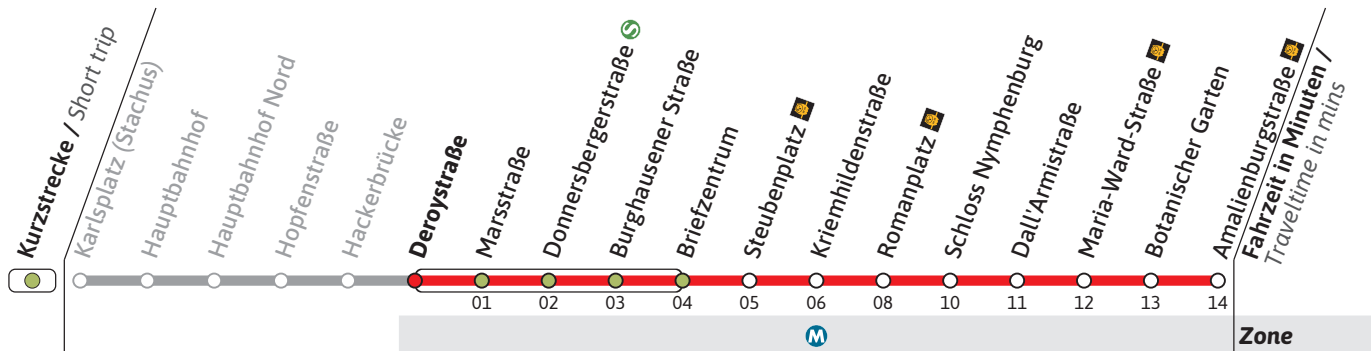 Kurzstrecke / Short trip
Karlsplatz (Stachus)
Hauptbahnhof
Hauptbahnhof Nord
Hopfenstraße
Hackerbrücke
Deroystraße
Marsstraße
Donnersbergerstraße S
Burghausener Straße
Briefzentrum
Steubenplatz
Kriemhildenstraße
Romanplatz
Schloss Nymphenburg
Dall'Armistraße
Maria-Ward-Straße
Botanischer Garten
Amalienburgstraße
Fahrzeit in Minuten /
Traveltime in mins
01 02 03 04 05 06 08 10 11 12 13 14
M
Zone